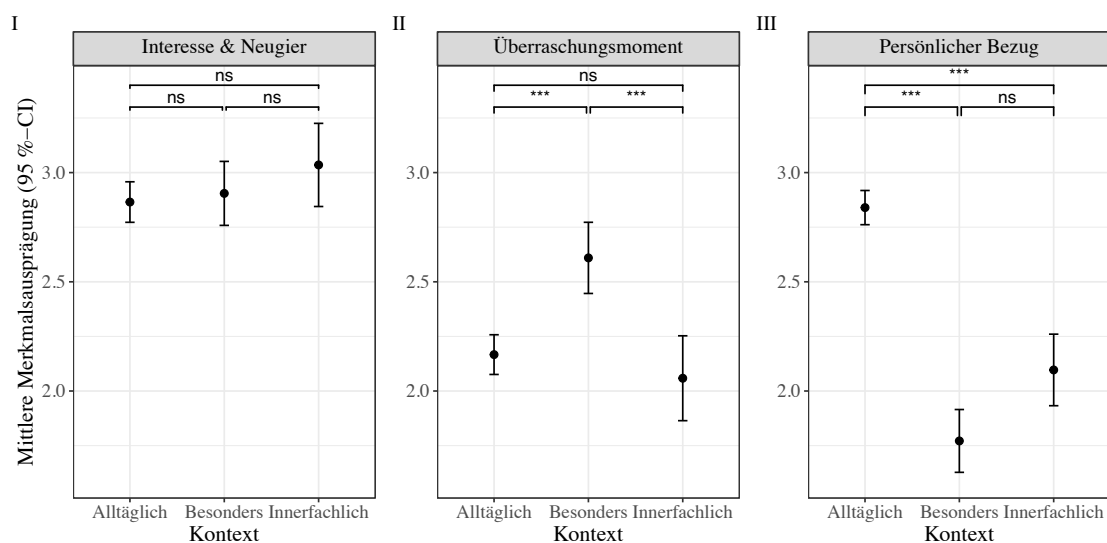 I
II
III
Interesse & Neugier
Überraschungsmoment
Persönlicher Bezug
ns
ns
ns
ns
***
***
***
***
ns
Mittlere Merkmalsausprägung (95 %−CI)
3.0
2.5
2.0
3.0
2.5
2.0
3.0
2.5
2.0
Alltäglich Besonders Innerfachlich
Alltäglich Besonders Innerfachlich
Alltäglich Besonders Innerfachlich
Kontext
Kontext
Kontext